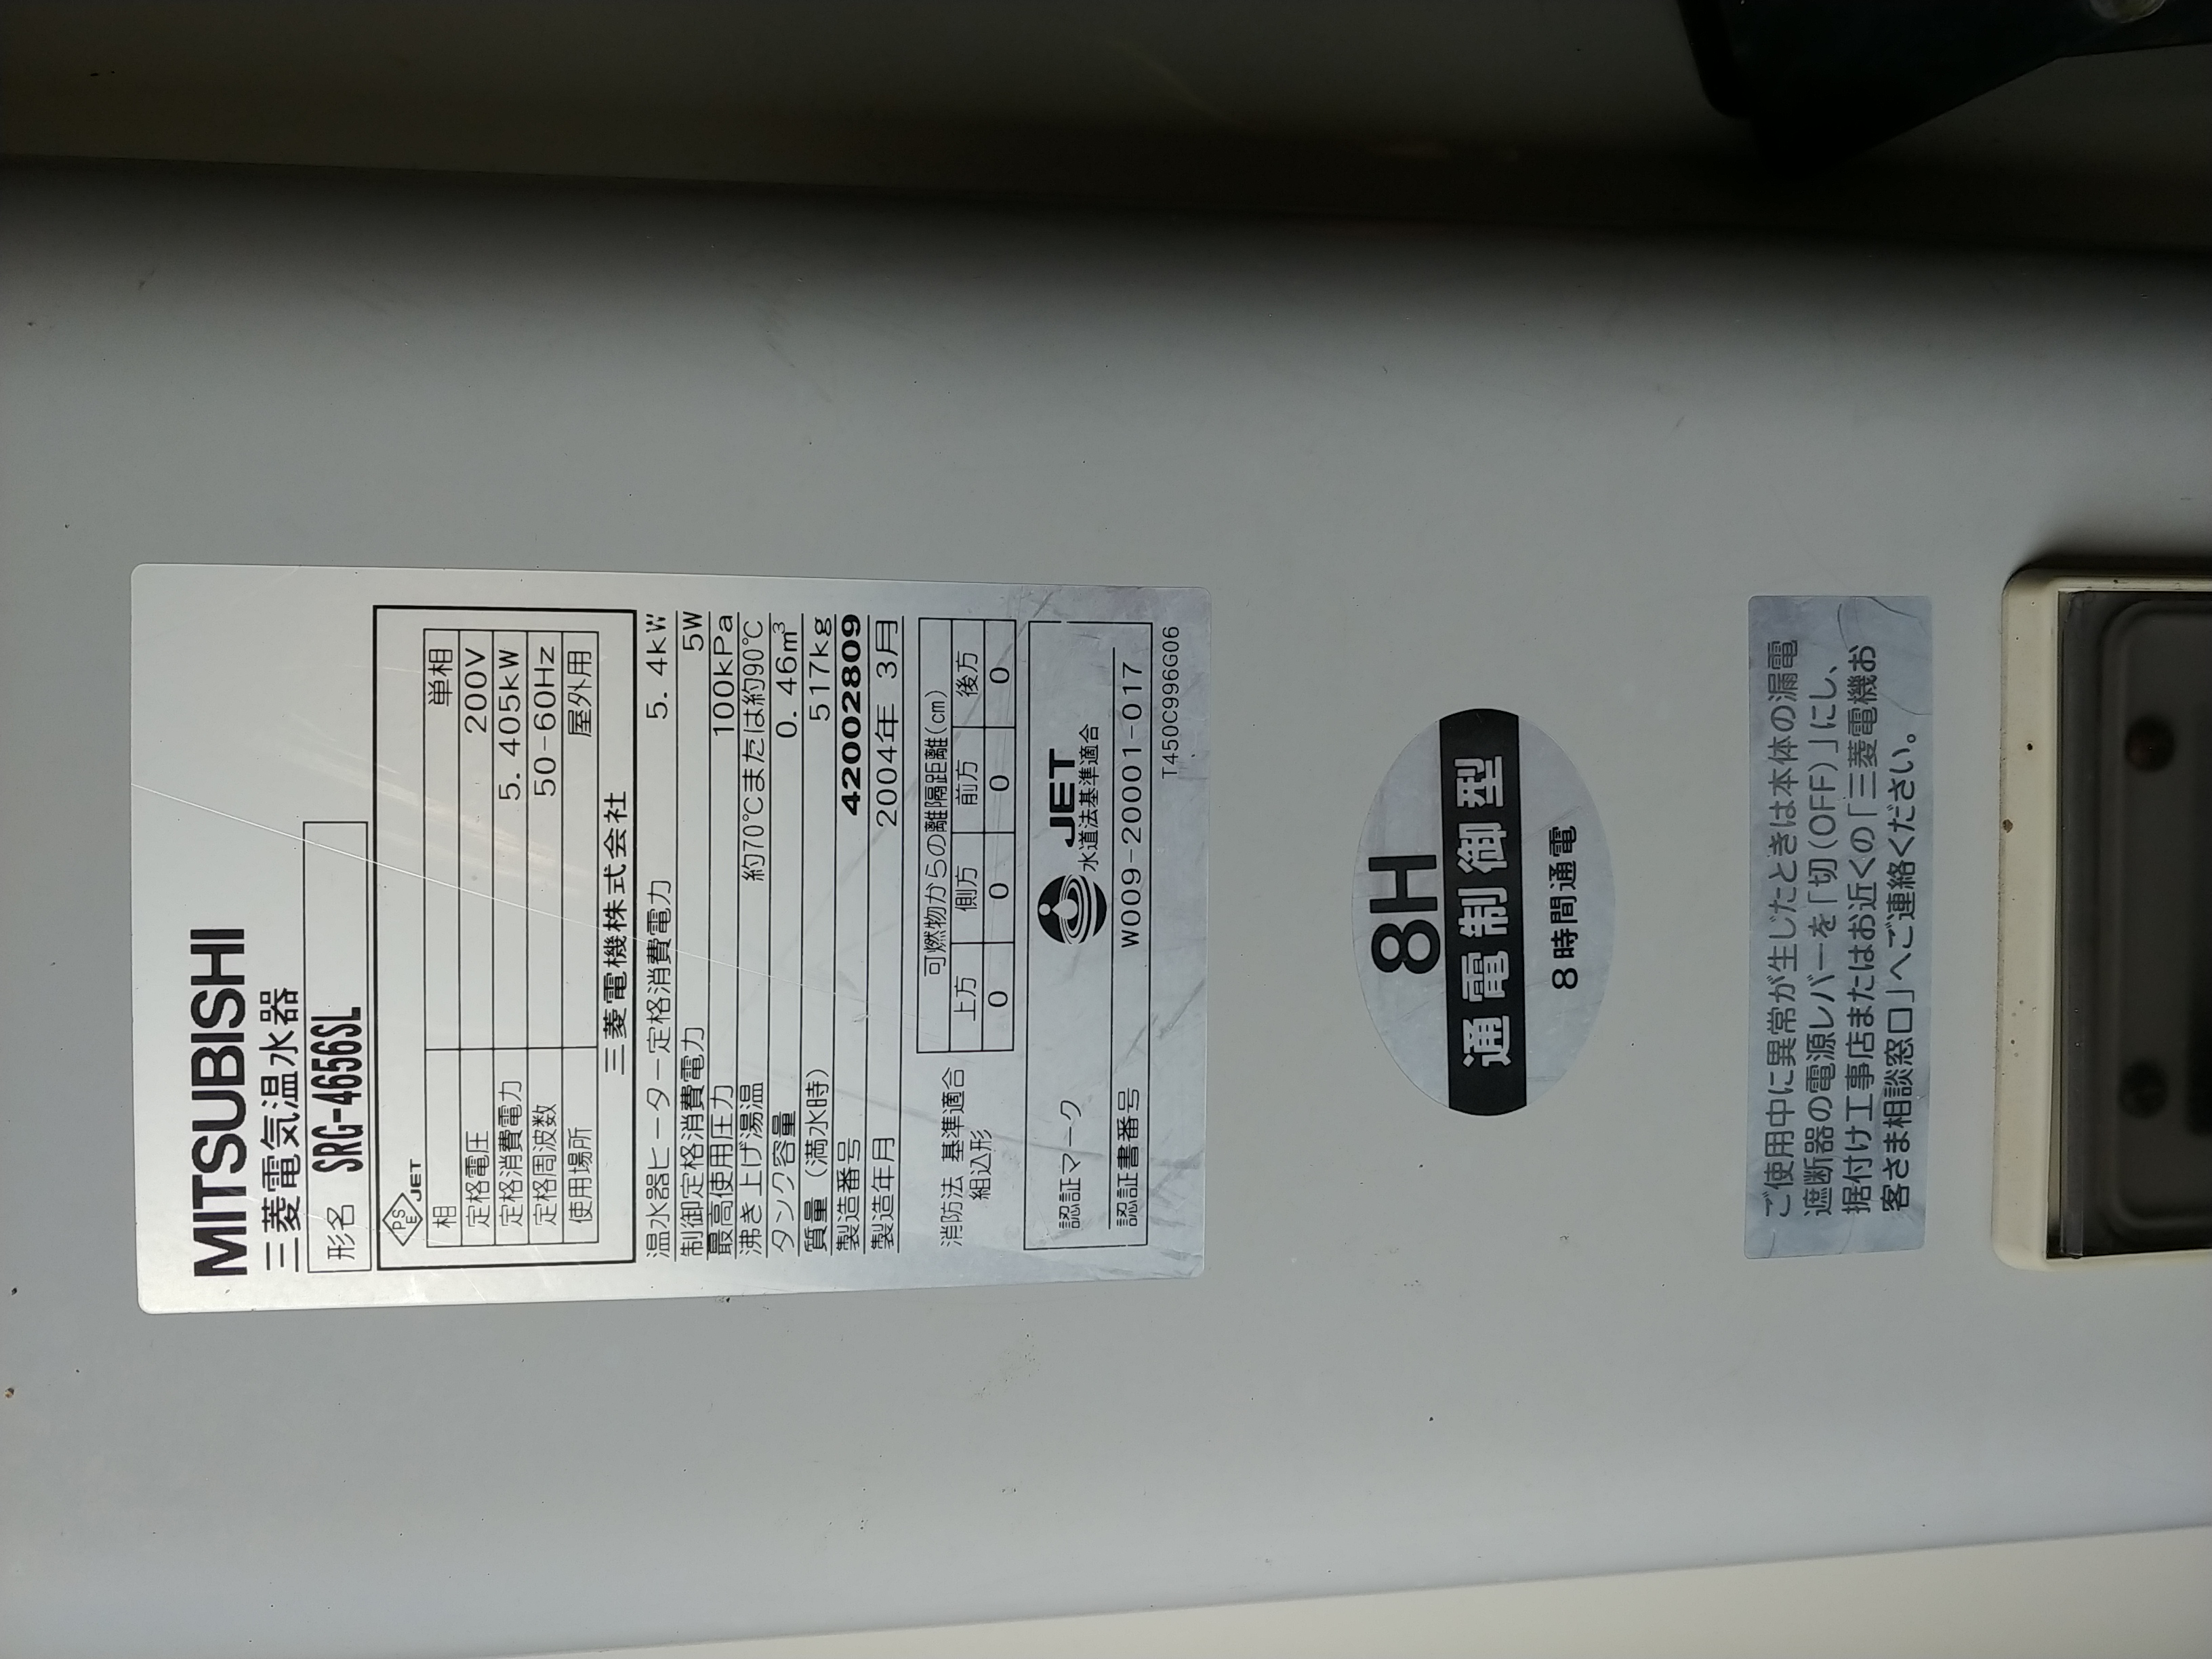 MITSUBISHI
三菱電気温水器
形名 SRG-4656SL
PSE JET
相 単相
定格電圧 200V
定格消費電力 5.405kW
定格周波数 50-60Hz
使用場所 屋外用
三菱電機株式会社
温水器ヒーター定格消費電力 5.4kW
制御定格消費電力 5W
最高使用圧力 100kPa
沸き上げ湯温 約70℃または約90℃
タンク容量 0.46m³
質量(満水時) 517kg
製造番号 42002809
製造年月 2004年 3月
消防法 基準適合 組込形
可燃物からの離隔距離(cm)
上方 側方 前方 後方
0 0 0 0
認証マーク JET 水道法基準適合
認証書番号 W009-20001-017
T450C996G06
8H
通電制御型
8時間通電
ご使用中に異常が生じたときは本体の漏電
遮断器の電源レバーを「切(OFF)」にし、
据付け工事店またはお近くの「三菱電機お
客さま相談窓口」へご連絡ください。